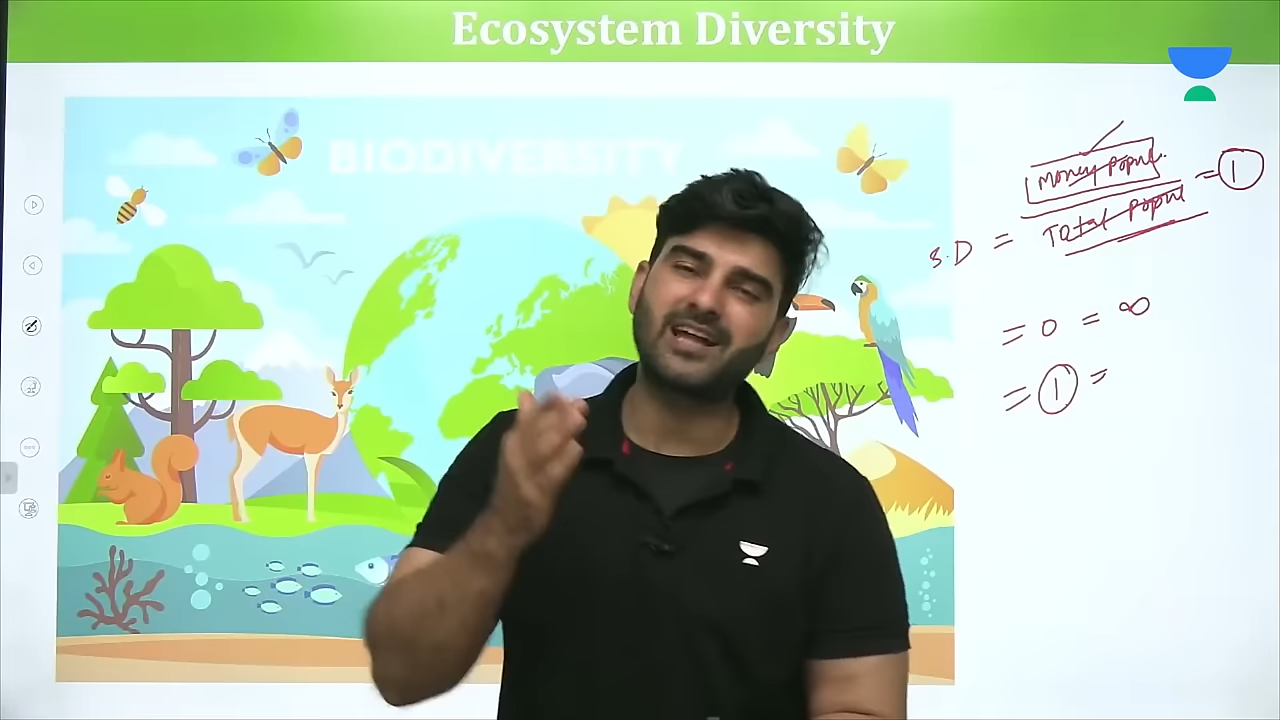 Ecosystem Diversity
BIODIVERSITY
Money Popul.
S.D = Total Popul = 1
= 0 = ∞
= 1 =